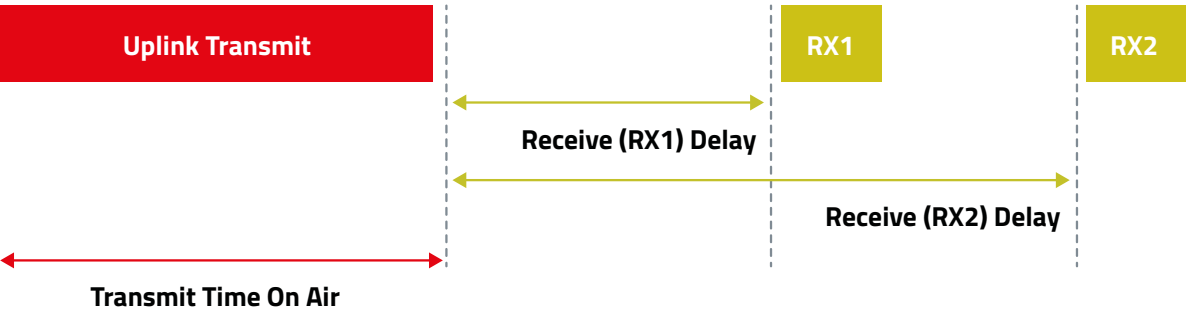 Uplink Transmit
RX1
RX2
Receive (RX1) Delay
Receive (RX2) Delay
Transmit Time On Air